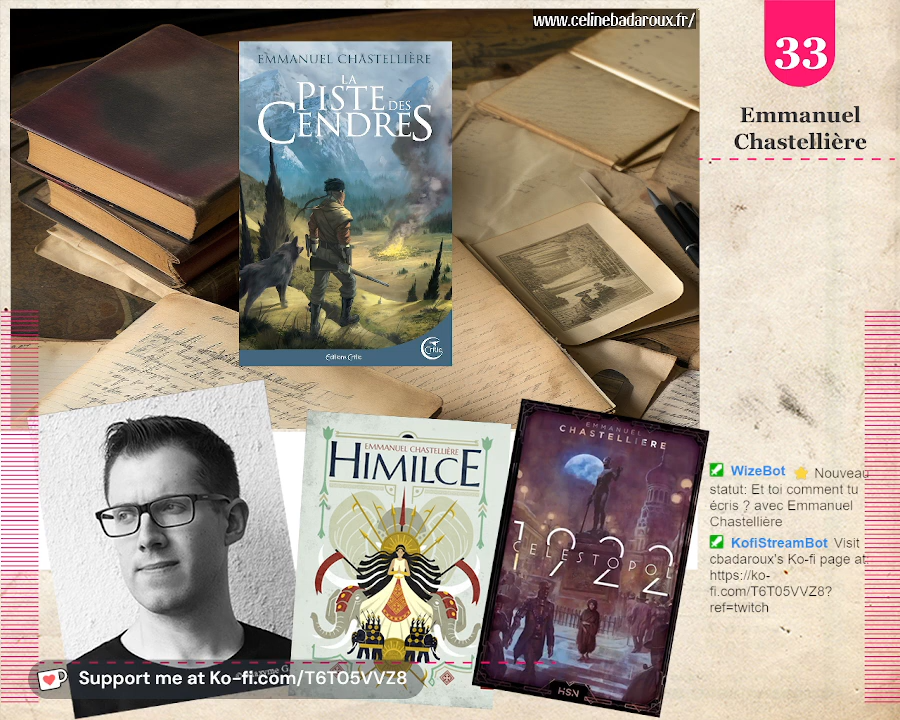 www.celinebadaroux.fr/
33
Emmanuel
Chastellière
EMMANUEL CHASTELLIÈRE
LA
PISTE DES
CENDRES
Éditions Critic
Critic
EMMANUEL CHASTELLIÈRE
HIMILCE
EMMANUEL
CHASTELLIERE
1922
CELESTOPOL
HSN
WizeBot Nouveau
statut: Et toi comment tu
écris ? avec Emmanuel
Chastellière
KofiStreamBot Visit
cbadaroux's Ko-fi page at
https://ko-
fi.com/T6T05VVZ8?
ref=twitch
Support me at Ko-fi.com/T6T05VVZ8